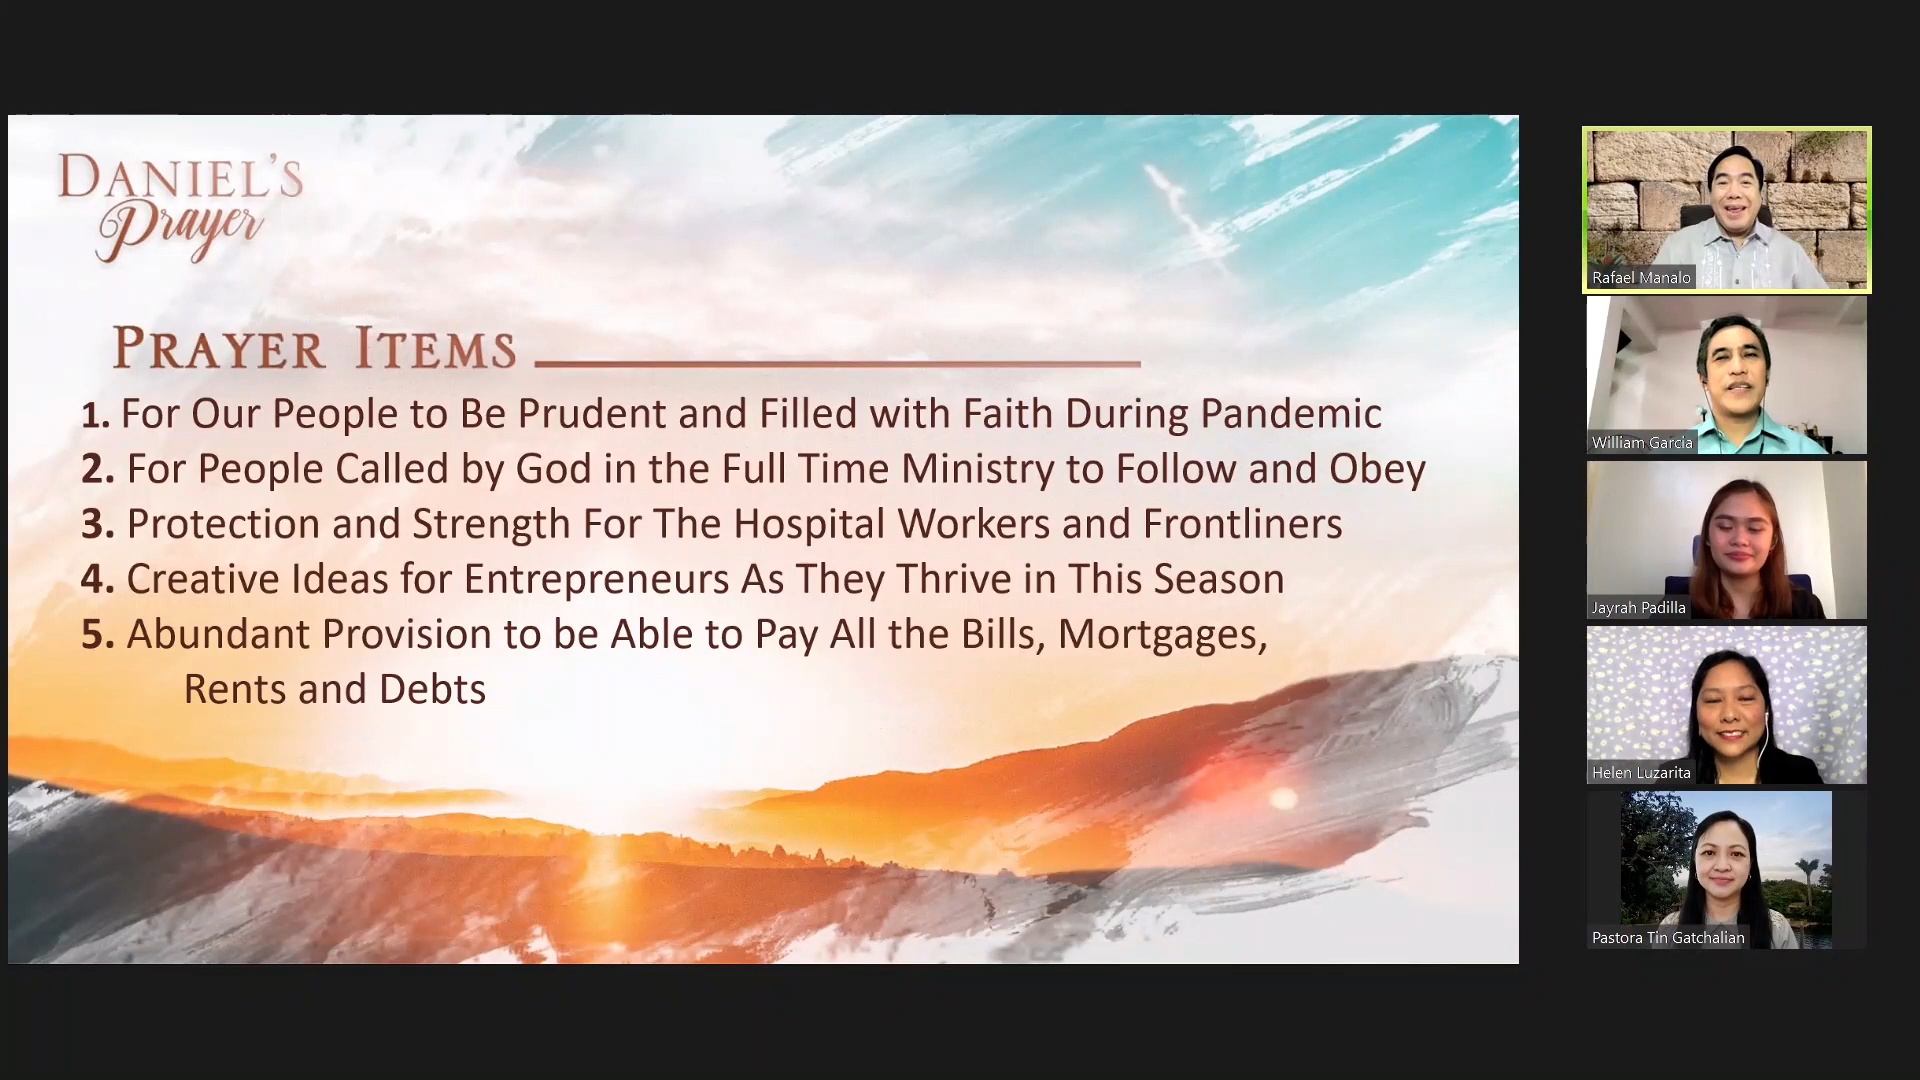 DANIEL'S
Prayer
PRAYER ITEMS
1. For Our People to Be Prudent and Filled with Faith During Pandemic
2. For People Called by God in the Full Time Ministry to Follow and Obey
3. Protection and Strength For The Hospital Workers and Frontliners
4. Creative Ideas for Entrepreneurs As They Thrive in This Season
5. Abundant Provision to be Able to Pay All the Bills, Mortgages,
Rents and Debts
Rafael Manalo
William Garcia
Jayrah Padilla
Helen Luzarita
Pastora Tin Gatchalian